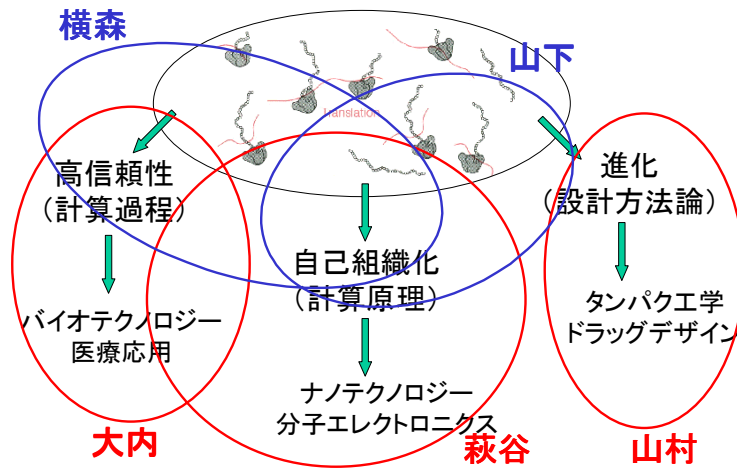 横森
山下
translation
高信頼性
(計算過程)
自己組織化
(計算原理)
進化
(設計方法論)
バイオテクノロジー
医療応用
ナノテクノロジー
分子エレクトロニクス
タンパク工学
ドラッグデザイン
大内
萩谷
山村